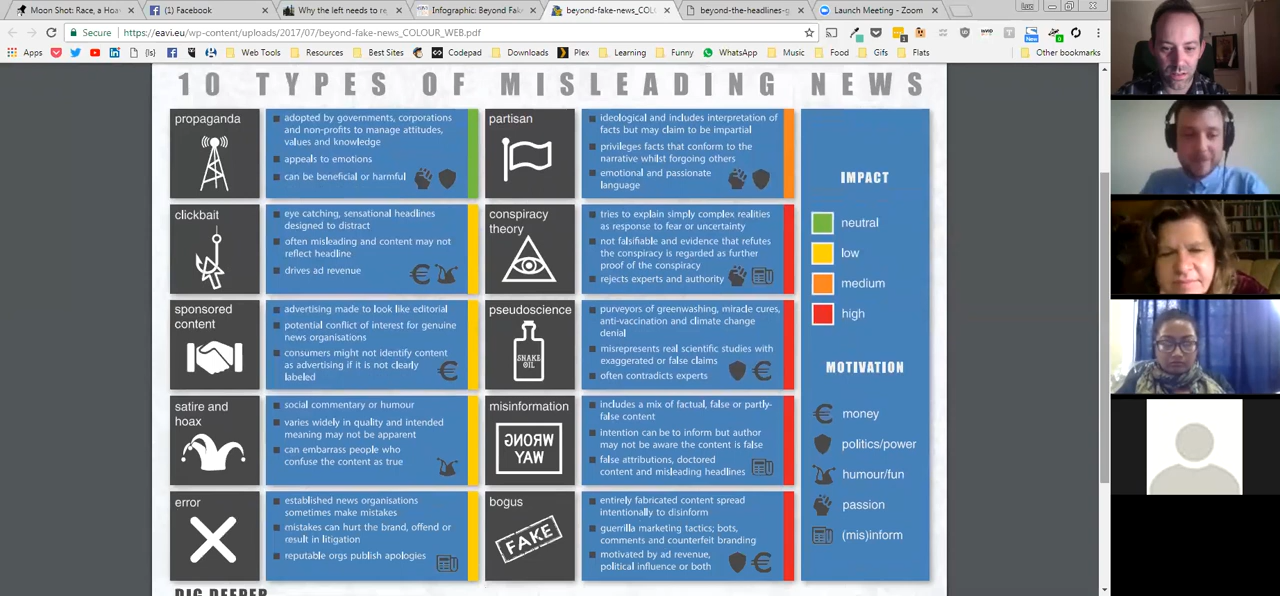 Moon Shot: Race, a Hoa
(1) Facebook
Why the left needs to re
Infographic: Beyond Fak
beyond-fake-news_COL
beyond-the-headlines-g
Launch Meeting - Zoom
Luc
Secure
https://eavi.eu/wp-content/uploads/2017/07/beyond-fake-news_COLOUR_WEB.pdf
Apps
(ls)
Web Tools
Resources
Best Sites
Codepad
Downloads
Plex
Learning
Funny
WhatsApp
Music
Food
Gifs
Flats
Other bookmarks
10 TYPES OF MISLEADING NEWS
propaganda
adopted by governments, corporations
and non-profits to manage attitudes,
values and knowledge
appeals to emotions
can be beneficial or harmful
partisan
ideological and includes interpretation of
facts but may claim to be impartial
privileges facts that conform to the
narrative whilst forgoing others
emotional and passionate
language
clickbait
eye catching, sensational headlines
designed to distract
often misleading and content may not
reflect headline
drives ad revenue
conspiracy
theory
tries to explain simply complex realities
as response to fear or uncertainty
not falsifiable and evidence that refutes
the conspiracy is regarded as further
proof of the conspiracy
rejects experts and authority
sponsored
content
advertising made to look like editorial
potential conflict of interest for genuine
news organisations
consumers might not identify content
as advertising if it is not clearly
labeled
pseudoscience
SNAKE
OIL
purveyors of greenwashing, miracle cures,
anti-vaccination and climate change
denial
misrepresents real scientific studies with
exaggerated or false claims
often contradicts experts
satire and
hoax
social commentary or humour
varies widely in quality and intended
meaning may not be apparent
can embarrass people who
confuse the content as true
misinformation
WRONG
WAY
includes a mix of factual, false or partly-
false content
intention can be to inform but author
may not be aware the content is false
false attributions, doctored
content and misleading headlines
error
established news organisations
sometimes make mistakes
mistakes can hurt the brand, offend or
result in litigation
reputable orgs publish apologies
bogus
FAKE
entirely fabricated content spread
intentionally to disinform
guerrilla marketing tactics; bots,
comments and counterfeit branding
motivated by ad revenue,
political influence or both
IMPACT
neutral
low
medium
high
MOTIVATION
money
politics/power
humour/fun
passion
(mis)inform
DIG DEEPER